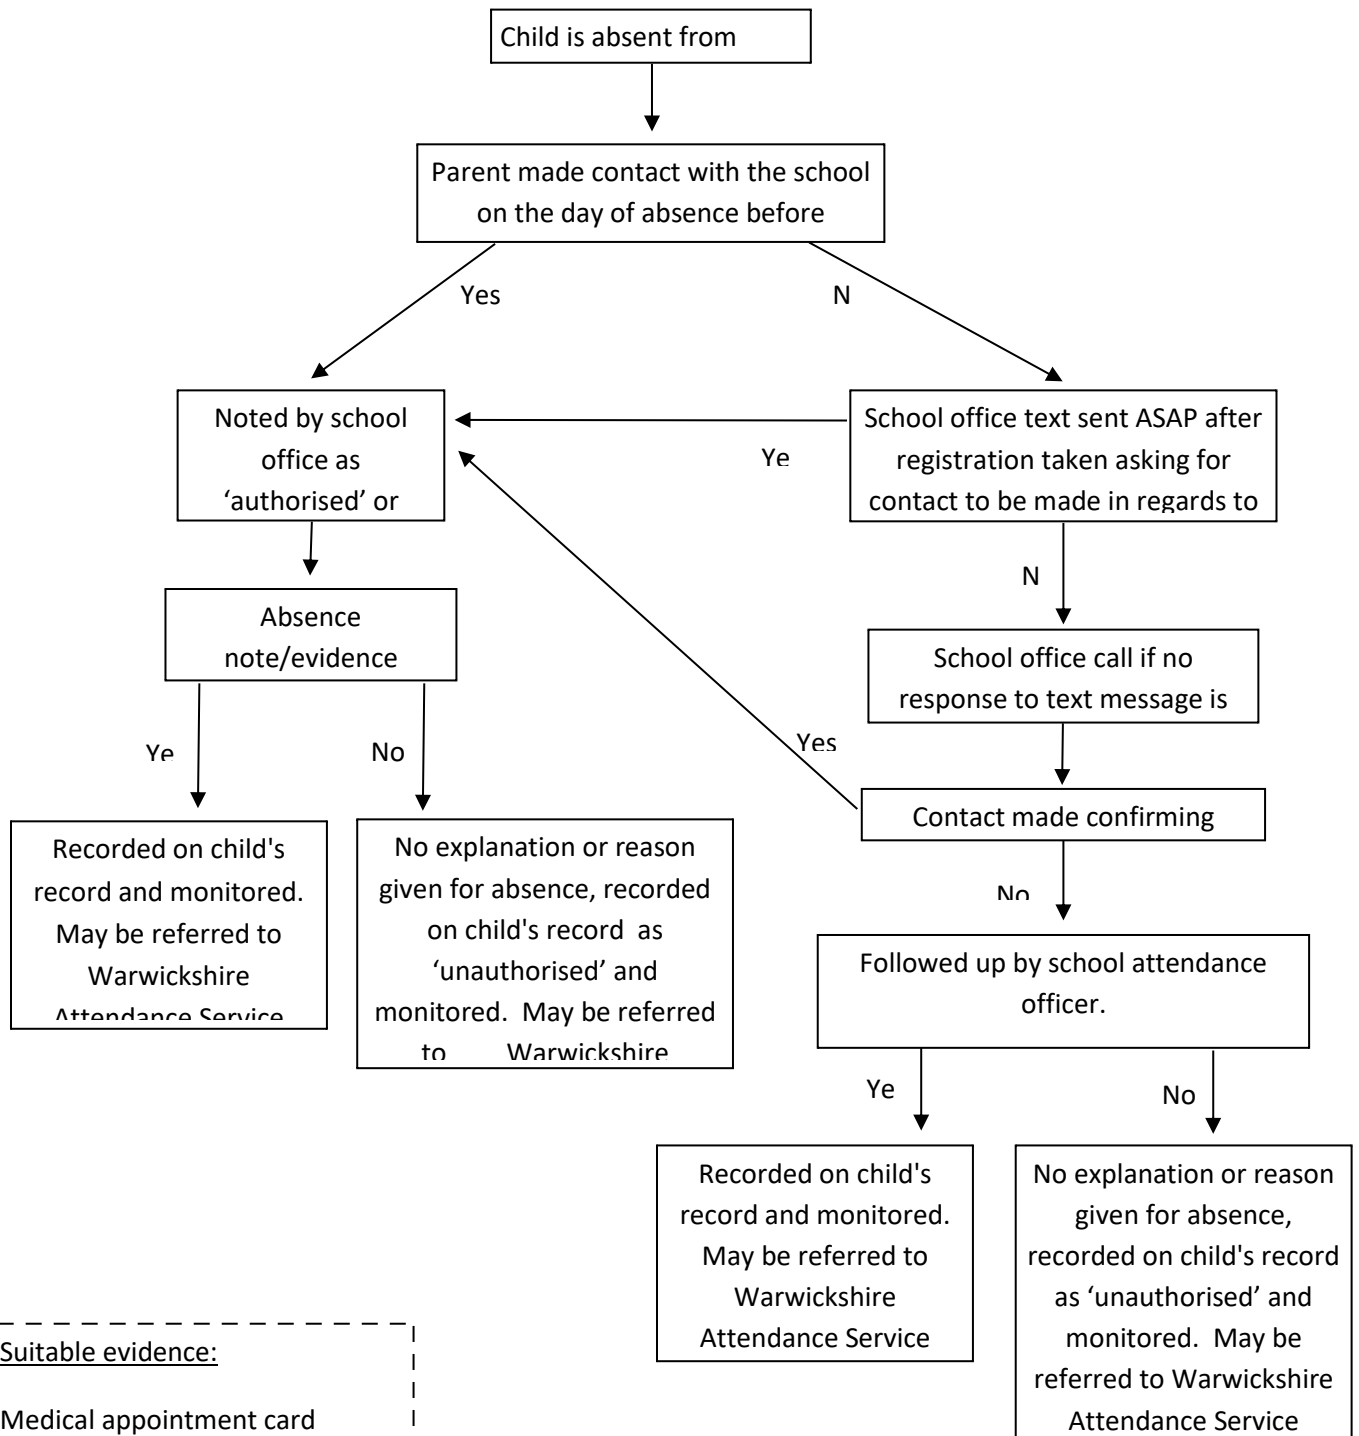 Child is absent from
Parent made contact with the school
on the day of absence before
Yes
N
Noted by school
office as
‘authorised’ or
Ye
School office text sent ASAP after
registration taken asking for
contact to be made in regards to
N
Absence
note/evidence
School office call if no
response to text message is
Ye
No
Yes
Contact made confirming
Recorded on child's
record and monitored.
May be referred to
Warwickshire
Attendance Service
No explanation or reason
given for absence, recorded
on child's record as
‘unauthorised’ and
monitored. May be referred
to Warwickshire
No
Followed up by school attendance
officer.
Ye
No
Recorded on child's
record and monitored.
May be referred to
Warwickshire
Attendance Service
No explanation or reason
given for absence,
recorded on child's record
as ‘unauthorised’ and
monitored. May be
referred to Warwickshire
Attendance Service
Suitable evidence:
Medical appointment card